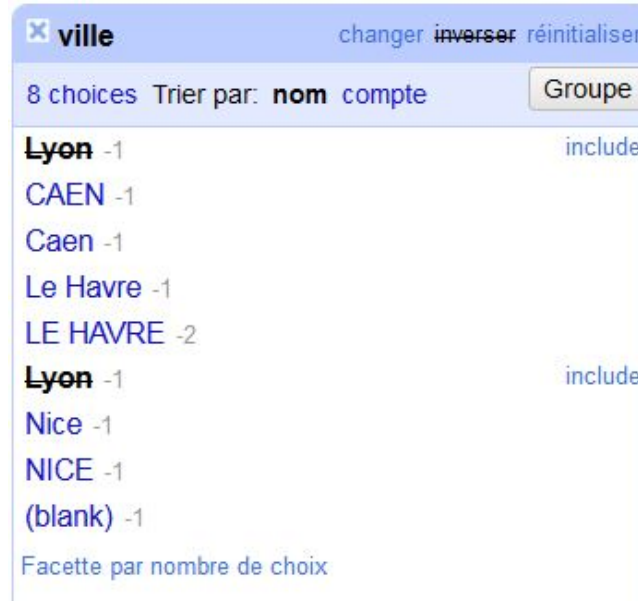 ville changer inverser réinitialiser
8 choices Trier par: nom compte Groupe
Lyon -1 include
CAEN -1
Caen -1
Le Havre -1
LE HAVRE -2
Lyon -1 include
Nice -1
NICE -1
(blank) -1
Facette par nombre de choix